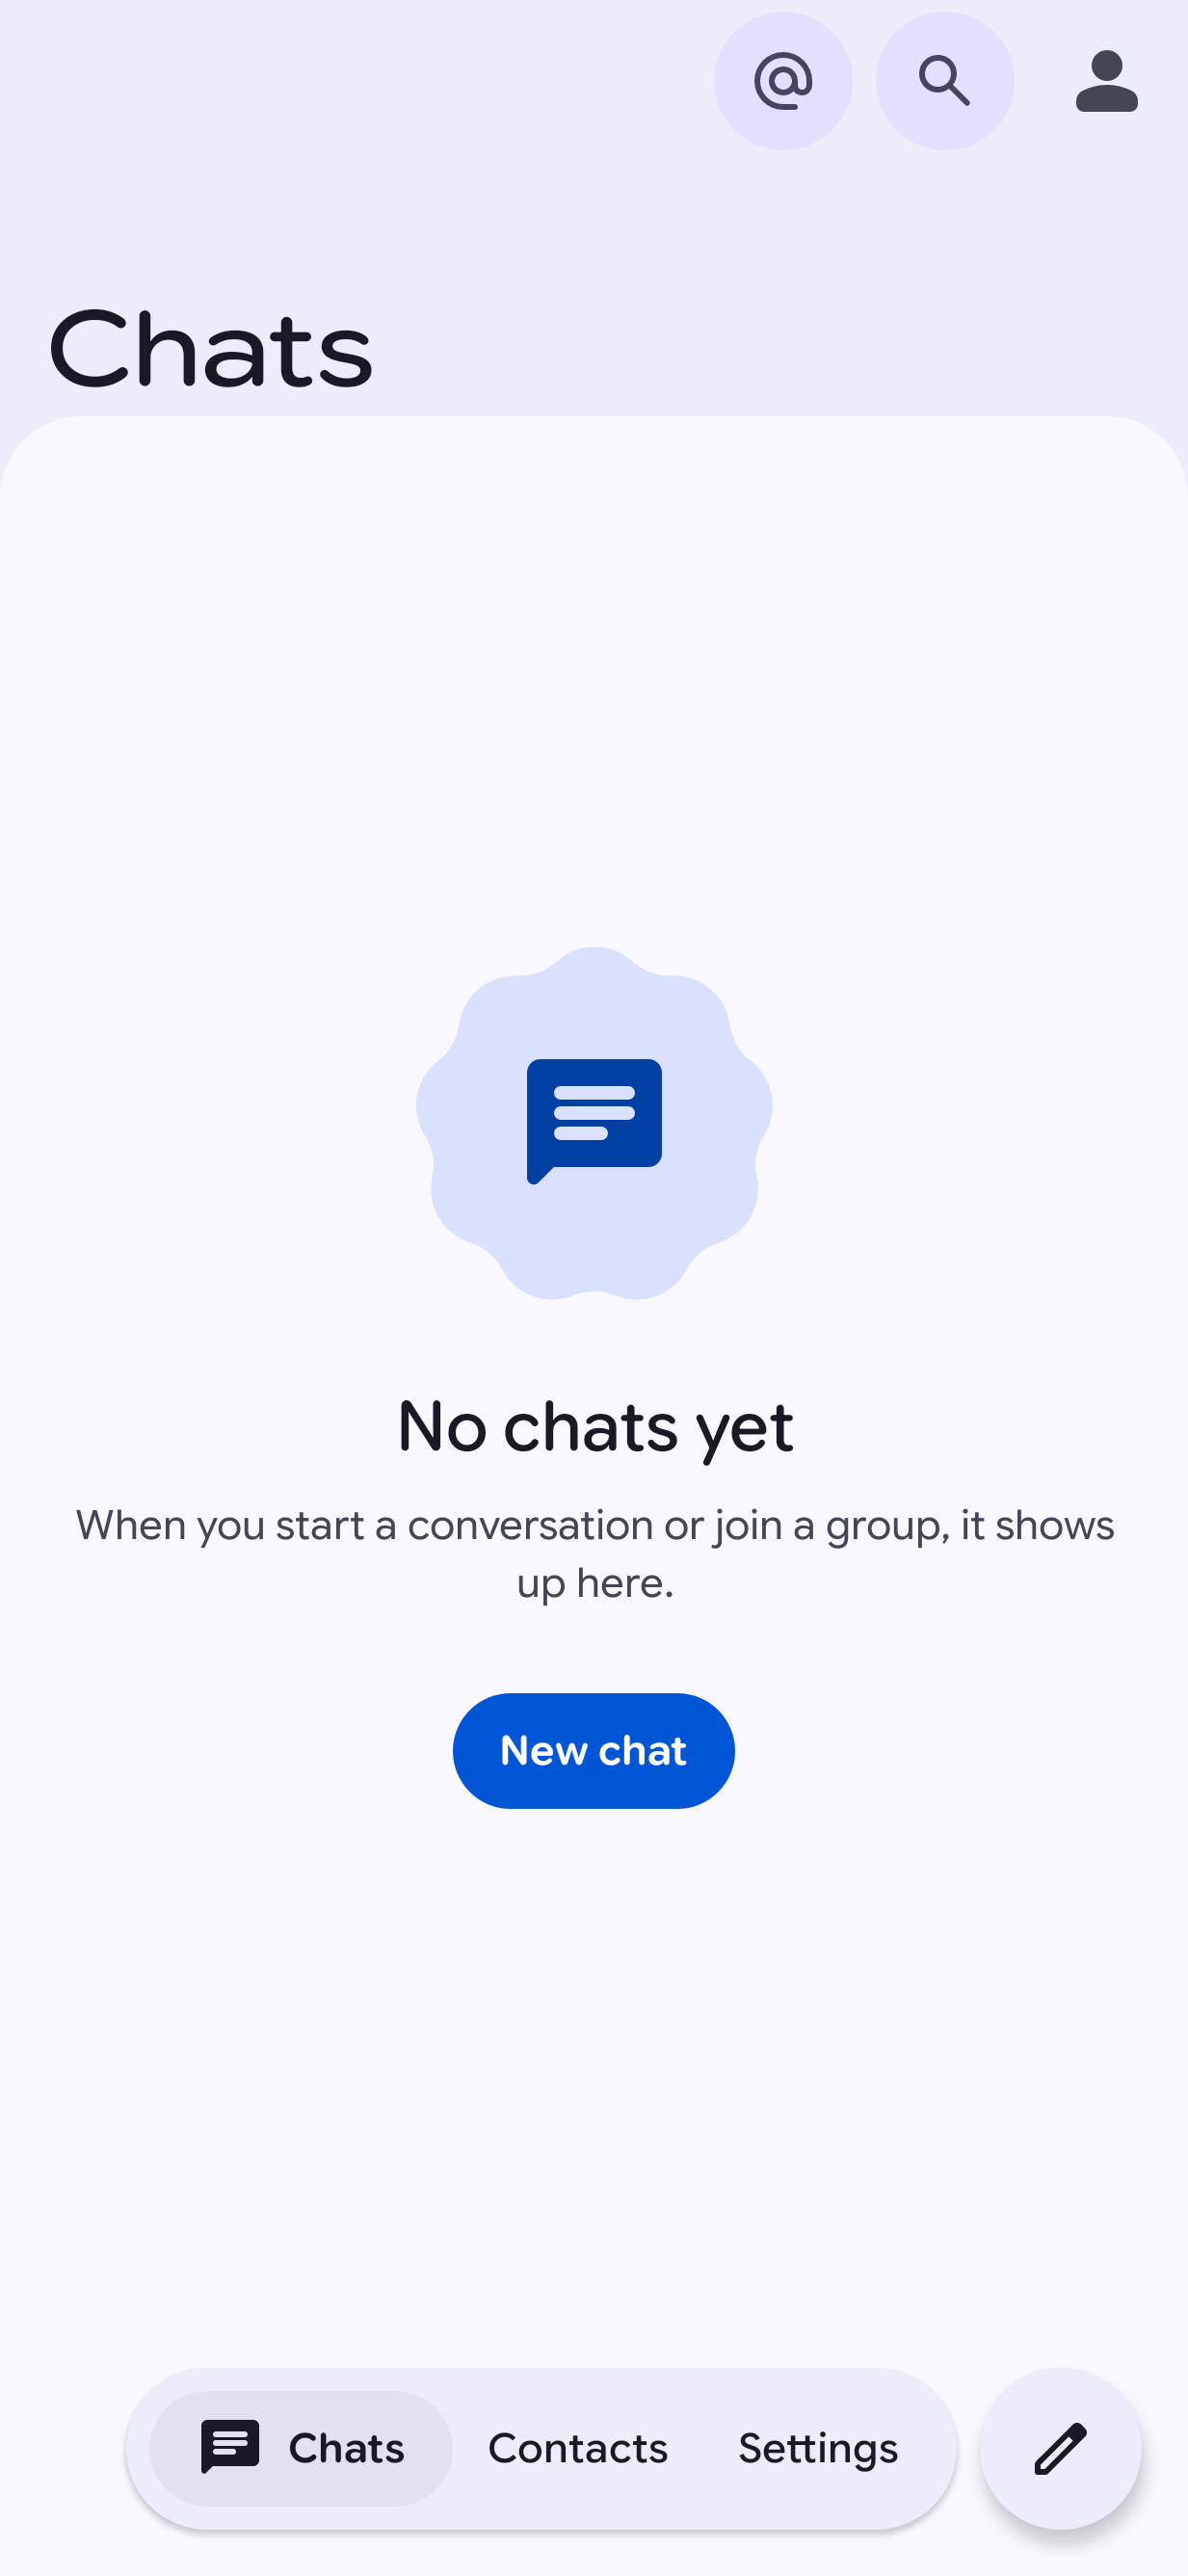 Chats
No chats yet
When you start a conversation or join a group, it shows
up here.
New chat
Chats
Contacts
Settings